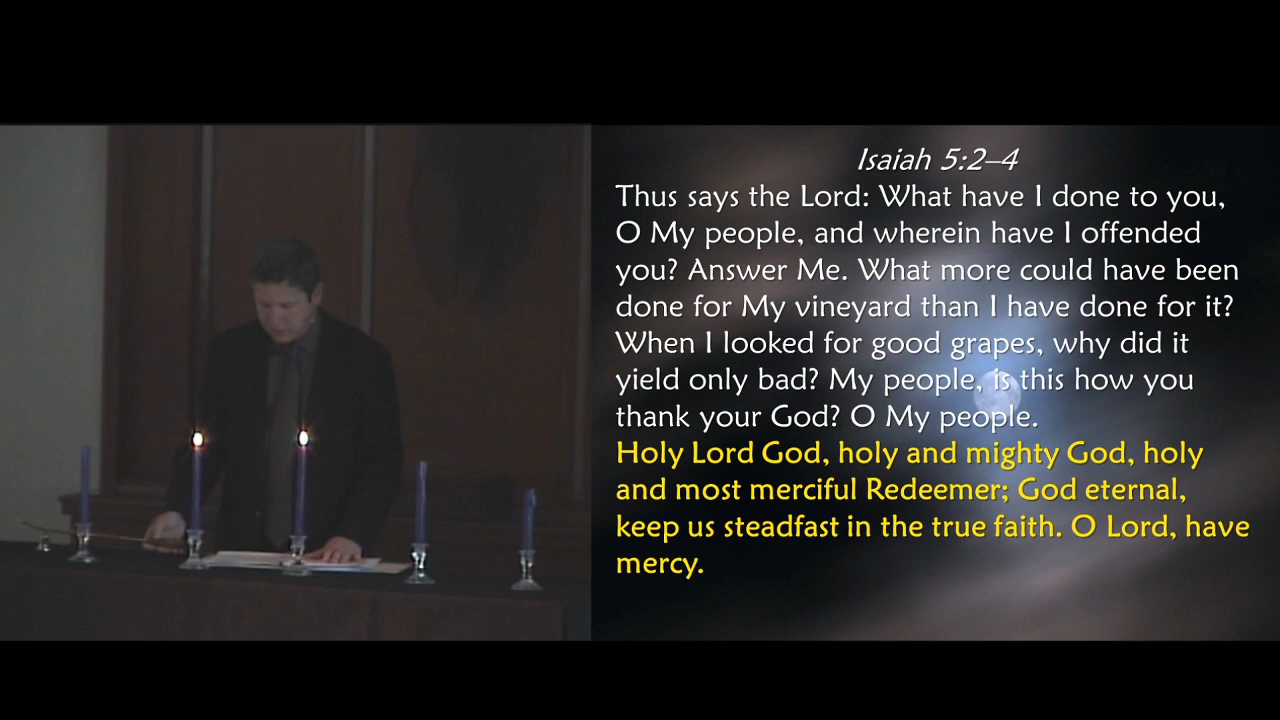 Isaiah 5:2–4
Thus says the Lord: What have I done to you,
O My people, and wherein have I offended
you? Answer Me. What more could have been
done for My vineyard than I have done for it?
When I looked for good grapes, why did it
yield only bad? My people, is this how you
thank your God? O My people.
Holy Lord God, holy and mighty God, holy
and most merciful Redeemer; God eternal,
keep us steadfast in the true faith. O Lord, have
mercy.